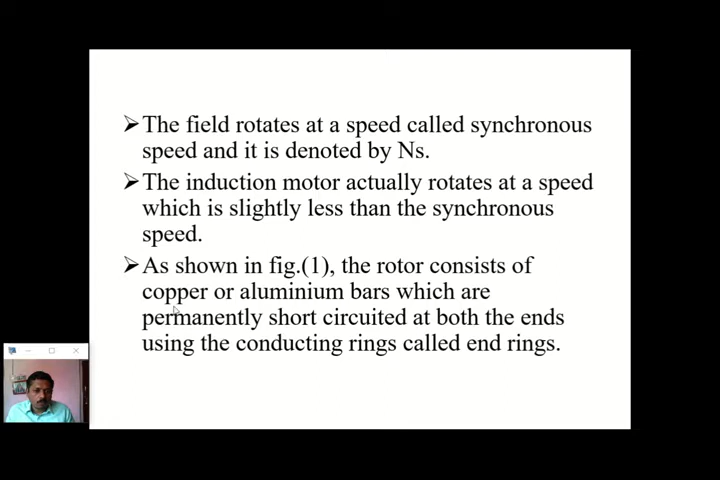 The field rotates at a speed called synchronous
speed and it is denoted by Ns.
The induction motor actually rotates at a speed
which is slightly less than the synchronous
speed.
As shown in fig.(1), the rotor consists of
copper or aluminium bars which are
permanently short circuited at both the ends
using the conducting rings called end rings.